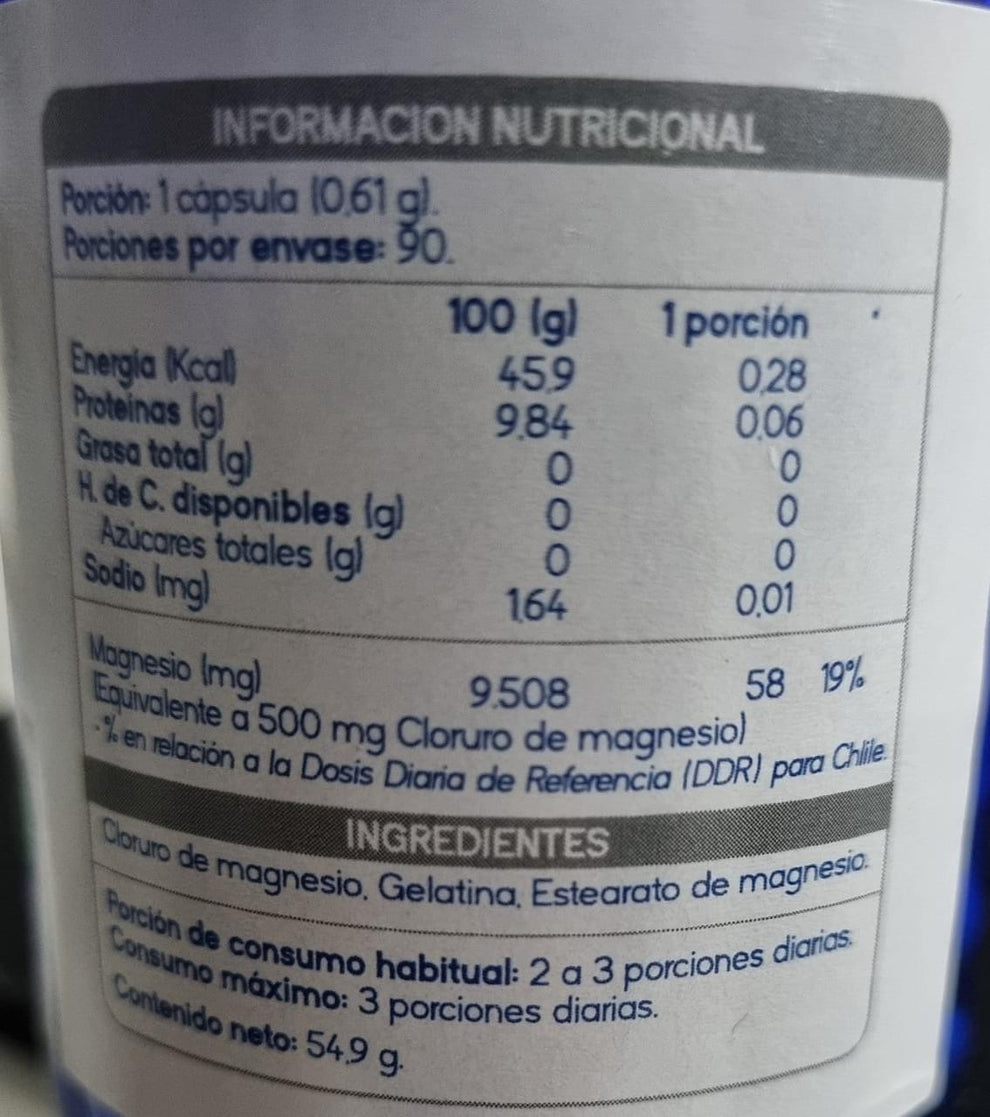 INFORMACION NUTRICIONAL
Porción: 1 cápsula (0,61 g).
Porciones por envase: 90.
100 (g) 1 porción *
Energía (Kcal) 45,9 0,28
Proteínas (g) 9,84 0,06
Grasa total (g) 0 0
H. de C. disponibles (g) 0 0
Azúcares totales (g) 0 0
Sodio (mg) 1,64 0,01
Magnesio (mg) 9.508 58 19%
(Equivalente a 500 mg Cloruro de magnesio)
*% en relación a la Dosis Diaria de Referencia (DDR) para Chlile.
INGREDIENTES
Cloruro de magnesio, Gelatina, Estearato de magnesio.
Porción de consumo habitual: 2 a 3 porciones diarias.
Consumo máximo: 3 porciones diarias.
Contenido neto: 54,9 g.